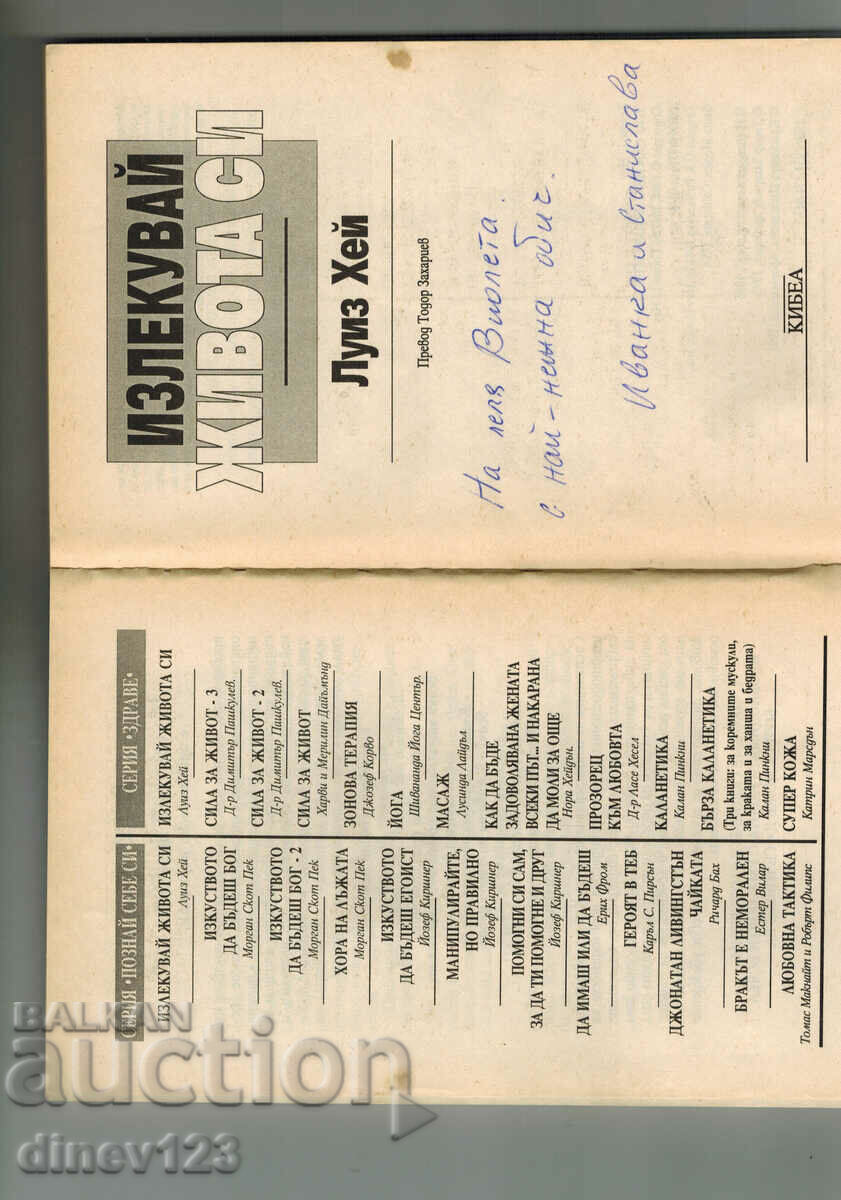 СЕРИЯ •ПОЗНАЙ СЕБЕ СИ•
ИЗЛЕКУВАЙ ЖИВОТА СИ
Луиз Хей
ИЗКУСТВОТО
ДА БЪДЕШ БОГ
Морган Скот Пек
ИЗКУСТВОТО
ДА БЪДЕШ БОГ - 2
Морган Скот Пек
ХОРА НА ЛЪЖАТА
Морган Скот Пек
ИЗКУСТВОТО
ДА БЪДЕШ ЕГОИСТ
Йозеф Киршнер
МАНИПУЛИРАЙТЕ,
НО ПРАВИЛНО
Йозеф Киршнер
ПОМОГНИ СИ САМ,
ЗА ДА ТИ ПОМОГНЕ И ДРУГ
Йозеф Киршнер
ДА ИМАШ ИЛИ ДА БЪДЕШ
Ерих Фром
ГЕРОЯТ В ТЕБ
Каръл С. Пирсън
ДЖОНАТАН ЛИВИНГСТЪН
ЧАЙКАТА
Ричард Бах
БРАКЪТ Е НЕМОРАЛЕН
Естер Вилар
ЛЮБОВНА ТАКТИКА
Томас Макнайт и Робърт Филипс
СЕРИЯ •ЗДРАВЕ•
ИЗЛЕКУВАЙ ЖИВОТА СИ
Луиз Хей
СИЛА ЗА ЖИВОТ - 3
Д-р Димитър Пашкулев.
СИЛА ЗА ЖИВОТ - 2
Д-р Димитър Пашкулев.
СИЛА ЗА ЖИВОТ
Харви и Мерилин Дайъмънд
ЗОНОВА ТЕРАПИЯ
Джозеф Корво
ЙОГА
Шивананда Йога Център.
МАСАЖ
Лусинда Лайдъл
КАК ДА БЪДЕ
ЗАДОВОЛЯВАНА ЖЕНАТА
ВСЕКИ ПЪТ... И НАКАРАНА
ДА МОЛИ ЗА ОЩЕ
Нора Хейдън.
ПРОЗОРЕЦ
КЪМ ЛЮБОВТА
Д-р Ласе Хесел
КАЛАНЕТИКА
Калан Пинкни
БЪРЗА КАЛАНЕТИКА
(Три книги: за коремните мускули,
за краката и за ханша и бедрата)
Калан Пинкни
СУПЕР КОЖА
Катрин Марсдън
ИЗЛЕКУВАЙ
ЖИВОТА СИ
Луиз Хей
Превод Тодор Захариев
На леля Виолета.
с най-нежна обич.
Иванка и Станислава
КИБЕА
BALKAN
auction
dinev123